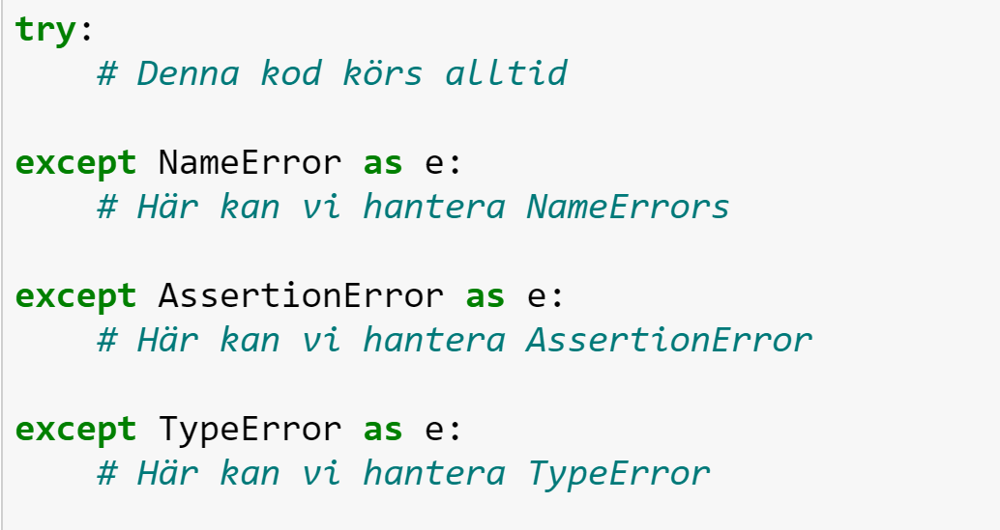 try:
    # Denna kod körs alltid
except NameError as e:
    # Här kan vi hantera NameErrors
except AssertionError as e:
    # Här kan vi hantera AssertionError
except TypeError as e:
    # Här kan vi hantera TypeError